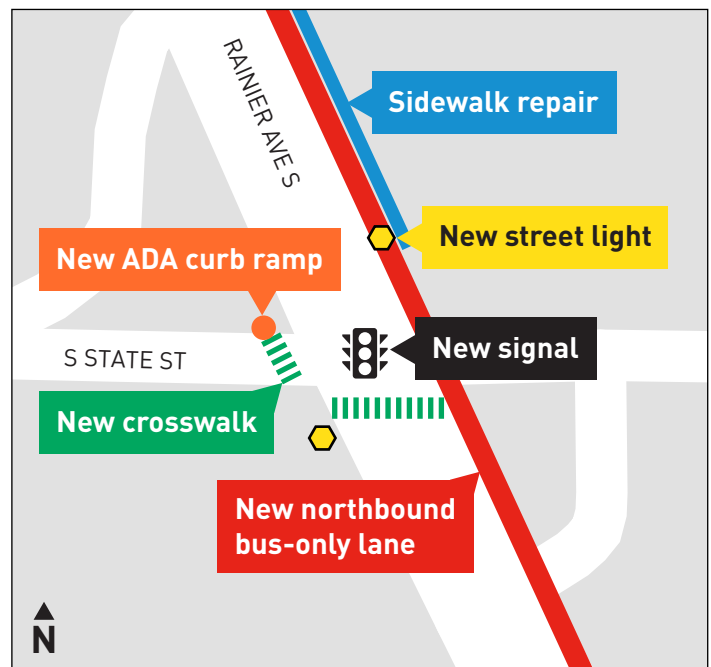 RAINIER AVE S
Sidewalk repair
New street light
New ADA curb ramp
New signal
S STATE ST
New crosswalk
New northbound
bus-only lane
N